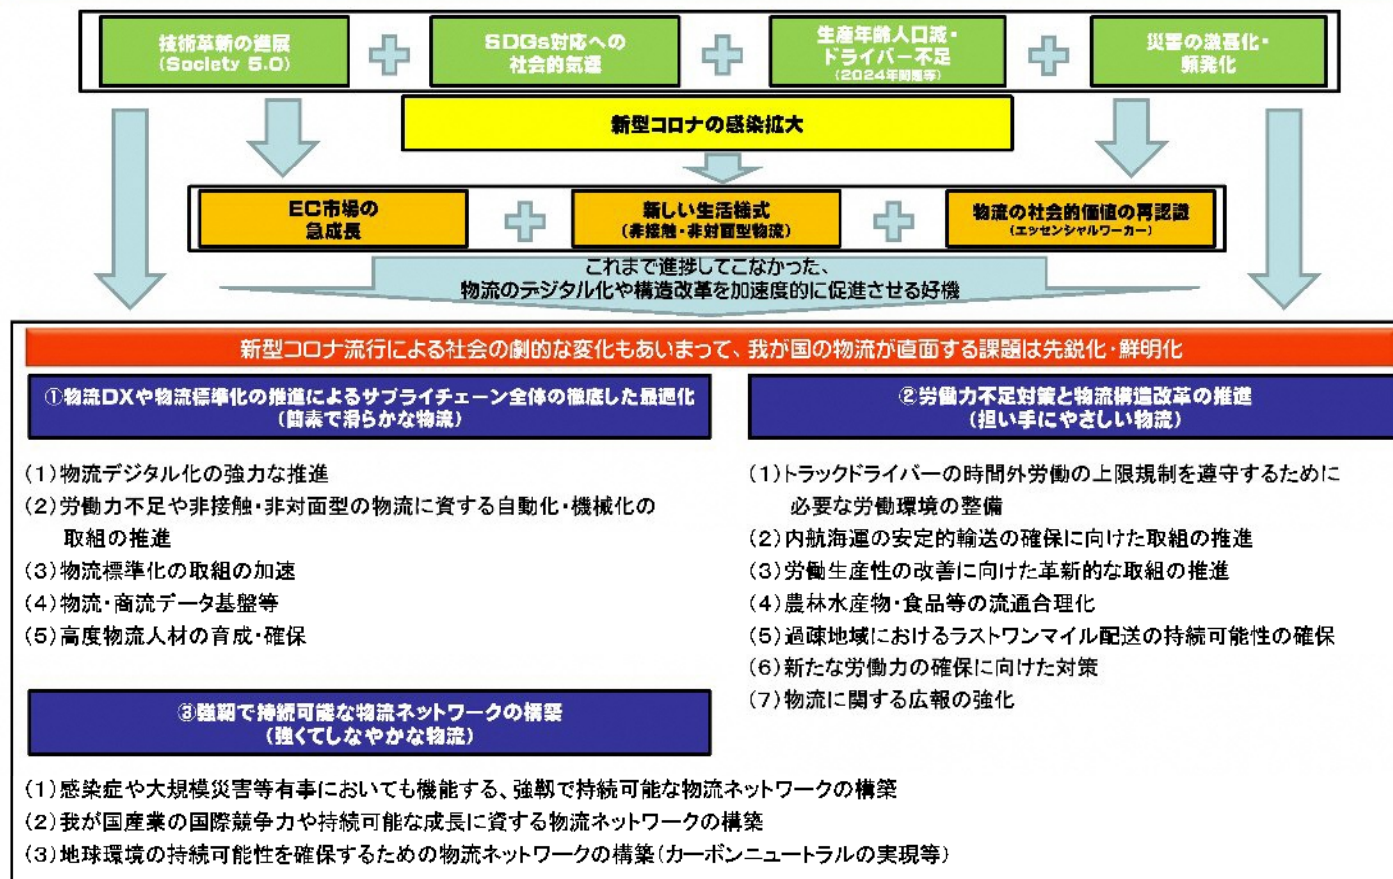 技術革新の進展
(Society 5.0)
SDGs対応への
社会的気運
生産年齢人口減・
ドライバー不足
(2024年問題等)
災害の激甚化・
頻発化
新型コロナの感染拡大
EC市場の
急成長
新しい生活様式
(非接触・非対面型物流)
物流の社会的価値の再認識
(エッセンシャルワーカー)
これまで進捗してこなかった、
物流のデジタル化や構造改革を加速度的に促進させる好機
新型コロナ流行による社会の劇的な変化もあいまって、我が国の物流が直面する課題は先鋭化・鮮明化
①物流DXや物流標準化の推進によるサプライチェーン全体の徹底した最適化
(簡素で滑らかな物流)
(1)物流デジタル化の強力な推進
(2)労働力不足や非接触・非対面型の物流に資する自動化・機械化の
取組の推進
(3)物流標準化の取組の加速
(4)物流・商流データ基盤等
(5)高度物流人材の育成・確保
②労働力不足対策と物流構造改革の推進
(担い手にやさしい物流)
(1)トラックドライバーの時間外労働の上限規制を遵守するために
必要な労働環境の整備
(2)内航海運の安定的輸送の確保に向けた取組の推進
(3)労働生産性の改善に向けた革新的な取組の推進
(4)農林水産物・食品等の流通合理化
(5)過疎地域におけるラストワンマイル配送の持続可能性の確保
(6)新たな労働力の確保に向けた対策
(7)物流に関する広報の強化
③強靱で持続可能な物流ネットワークの構築
(強くてしなやかな物流)
(1)感染症や大規模災害等有事においても機能する、強靱で持続可能な物流ネットワークの構築
(2)我が国産業の国際競争力や持続可能な成長に資する物流ネットワークの構築
(3)地球環境の持続可能性を確保するための物流ネットワークの構築(カーボンニュートラルの実現等)